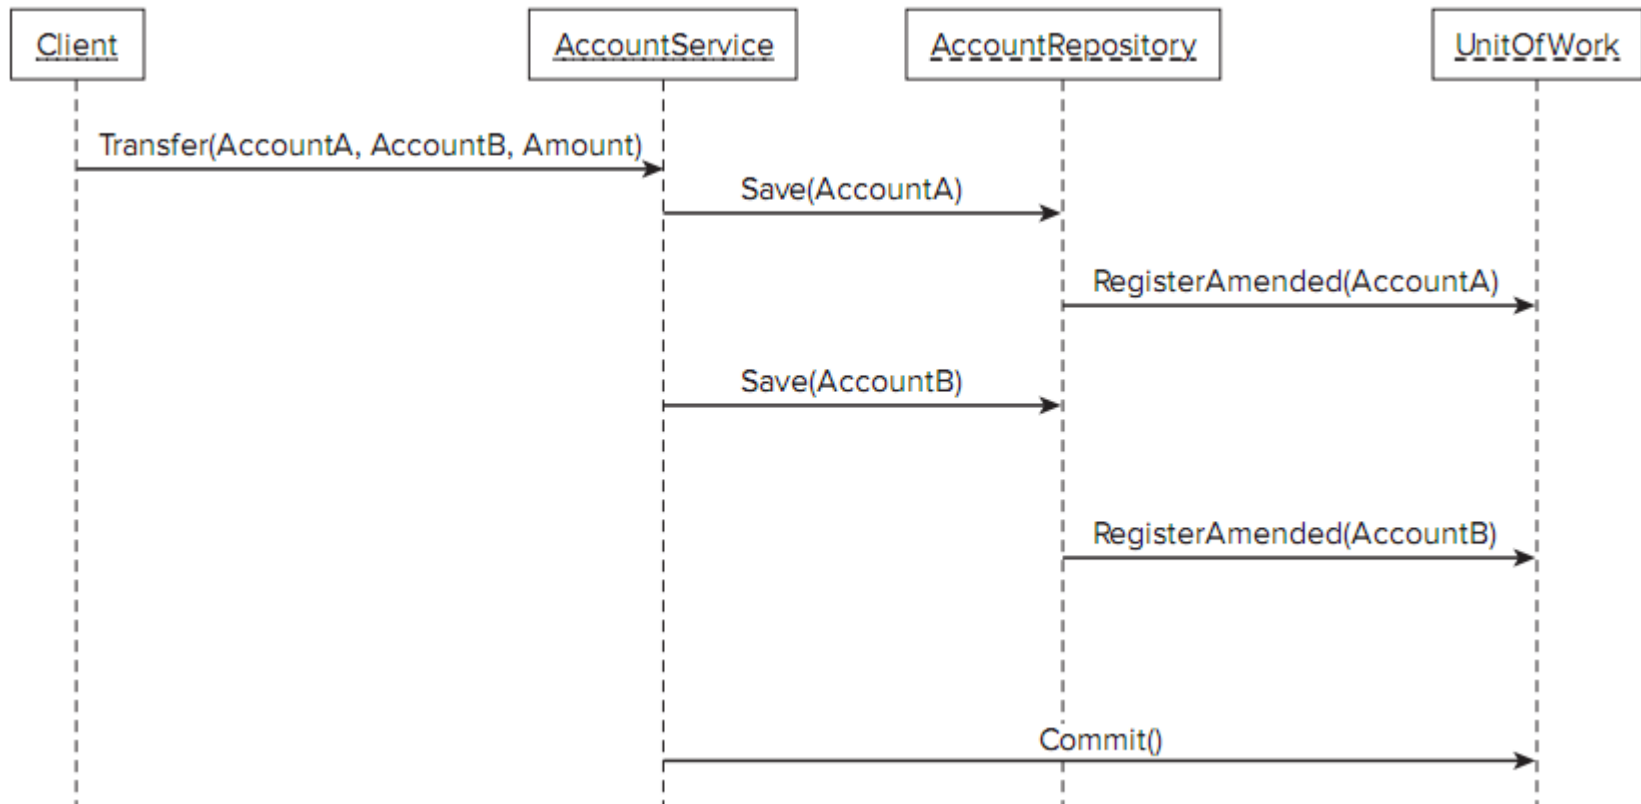 Client
AccountService
AccountRepository
UnitOfWork
Transfer(AccountA, AccountB, Amount)
Save(AccountA)
RegisterAmended(AccountA)
Save(AccountB)
RegisterAmended(AccountB)
Commit()